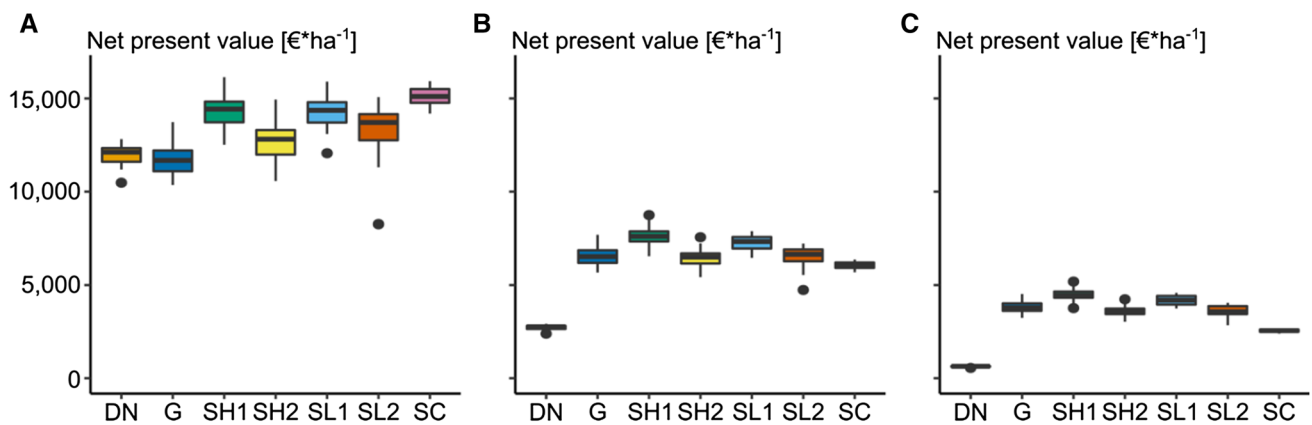 A
B
C
Net present value [€*ha⁻¹]
Net present value [€*ha⁻¹]
Net present value [€*ha⁻¹]
15,000
10,000
5,000
0
DN G SH1 SH2 SL1 SL2 SC
DN G SH1 SH2 SL1 SL2 SC
DN G SH1 SH2 SL1 SL2 SC